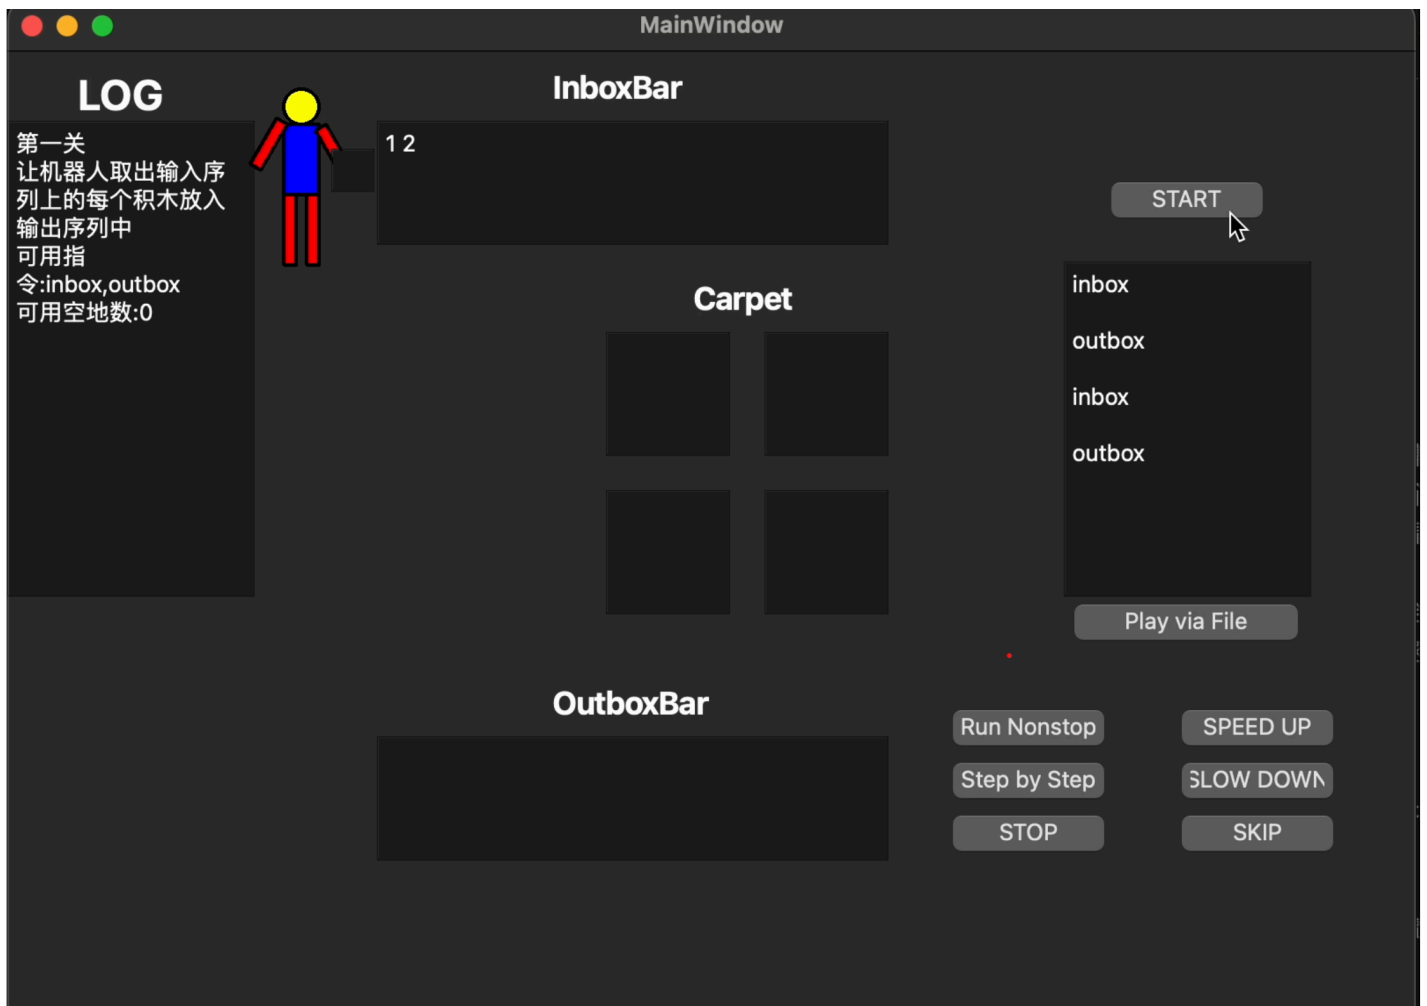 MainWindow
LOG
第一关
让机器人取出输入序
列上的每个积木放入
输出序列中
可用指
令:inbox,outbox
可用空地数:0
InboxBar
1 2
Carpet
OutboxBar
START
inbox
outbox
inbox
outbox
Play via File
Run Nonstop
SPEED UP
Step by Step
SLOW DOWN
STOP
SKIP